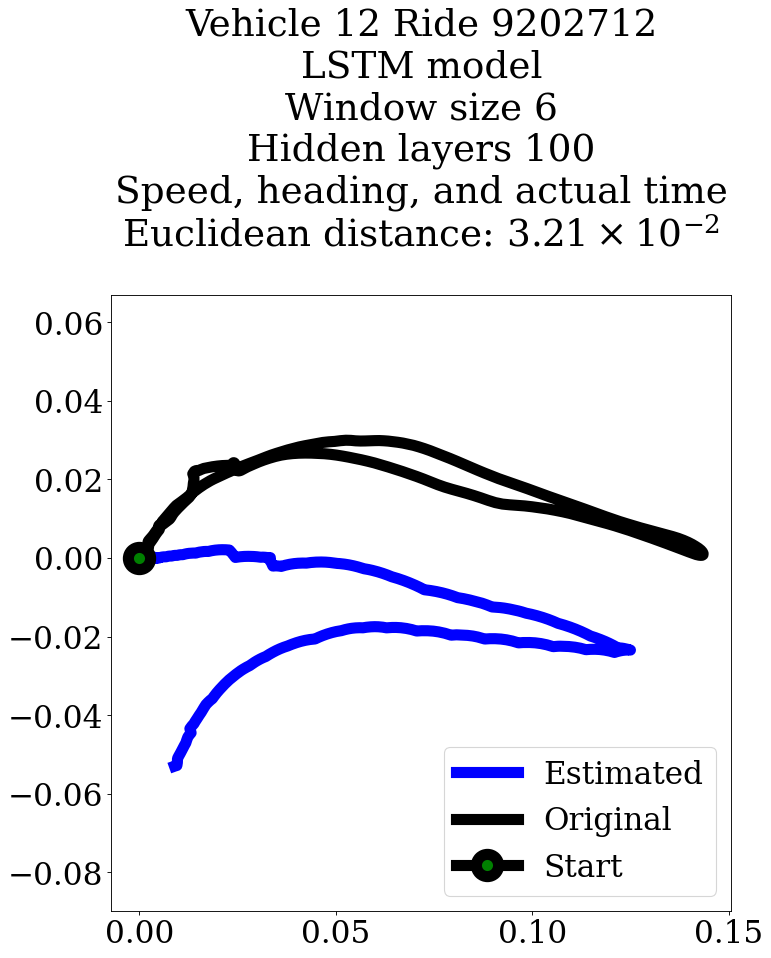 Vehicle 12 Ride 9202712
LSTM model
Window size 6
Hidden layers 100
Speed, heading, and actual time
Euclidean distance: 3.21 × 10⁻²
0.06
0.04
0.02
0.00
−0.02
−0.04
−0.06
−0.08
Estimated
Original
Start
0.00 0.05 0.10 0.15